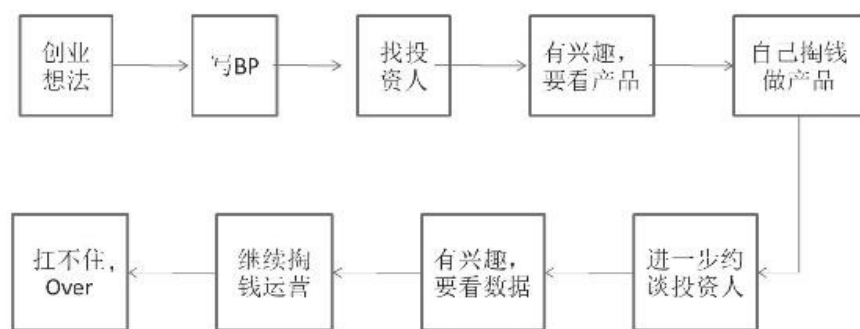 创业
想法
写BP
找投
资人
有兴趣，
要看产品
自己掏钱
做产品
进一步约
谈投资人
有兴趣，
要看数据
继续掏
钱运营
扛不住，
Over